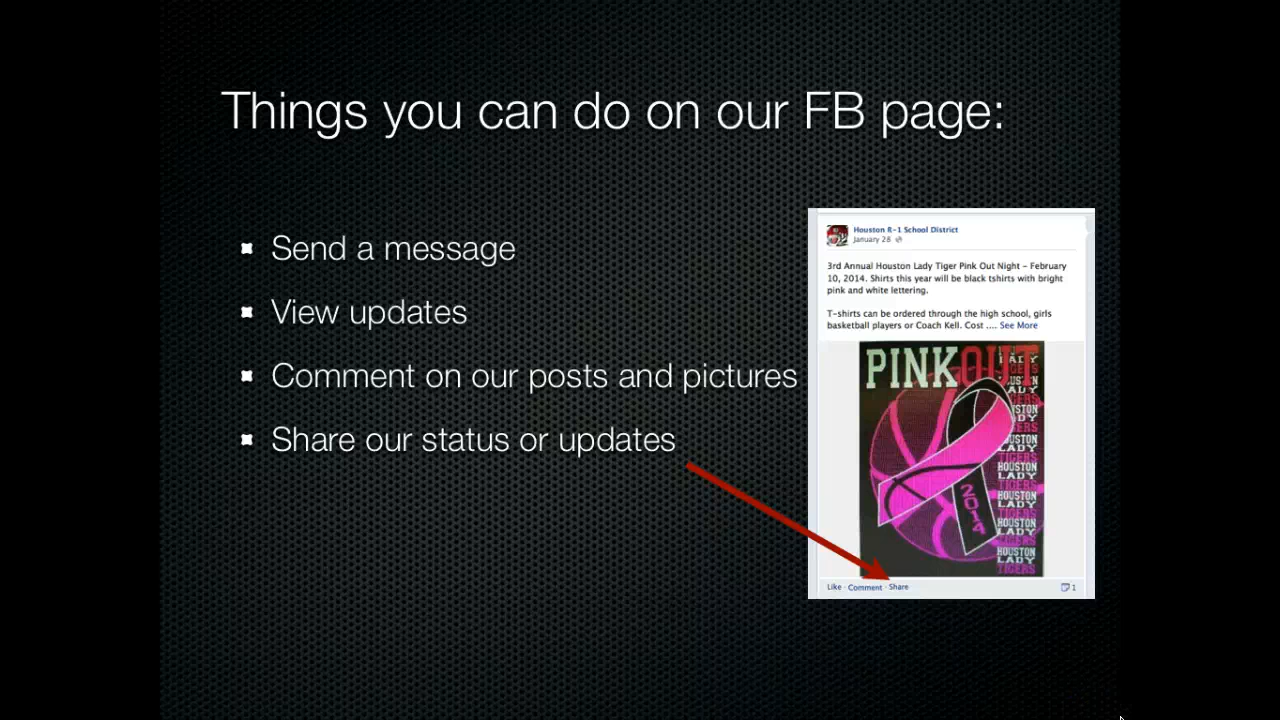 Things you can do on our FB page:
Send a message
View updates
Comment on our posts and pictures
Share our status or updates
Houston R-1 School District
January 28
3rd Annual Houston Lady Tiger Pink Out Night - February
10, 2014. Shirts this year will be black tshirts with bright
pink and white lettering.
T-shirts can be ordered through the high school, girls
basketball players or Coach Kell. Cost .... See More
PINKOUT
2014
HOUSTON
LADY
TIGERS
HOUSTON
LADY
TIGERS
HOUSTON
LADY
TIGERS
Like · Comment · Share
1